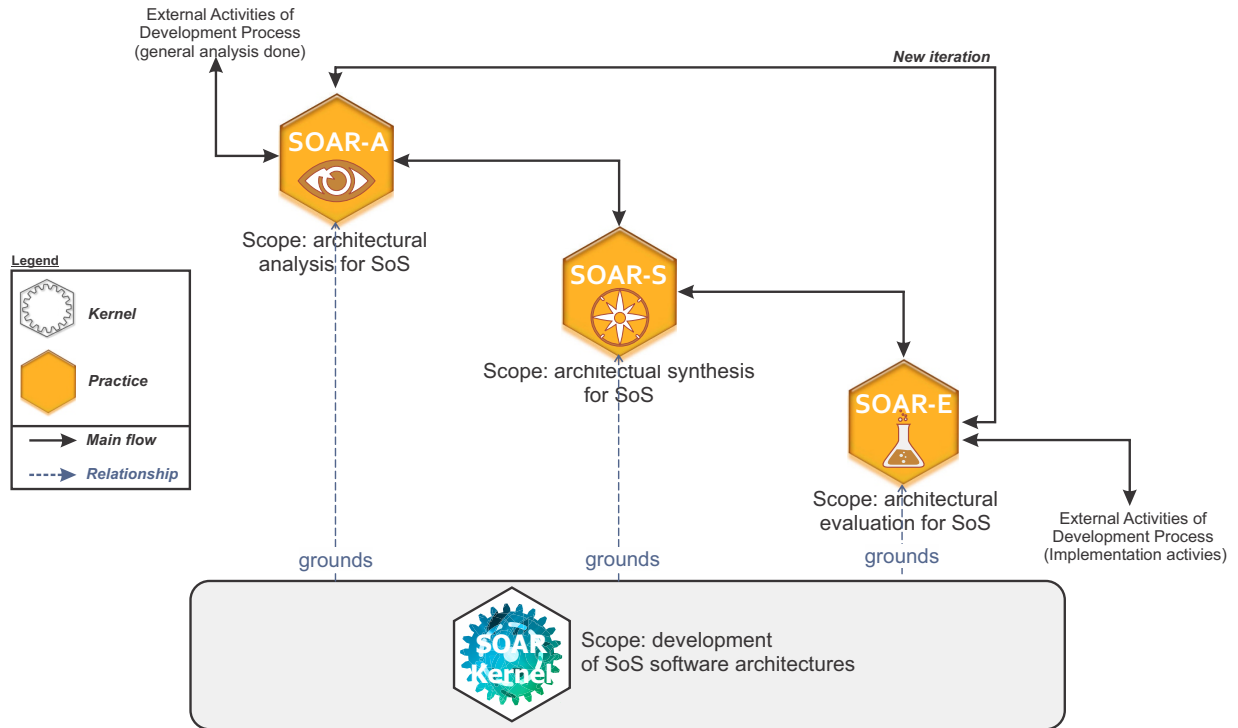 External Activities of
Development Process
(general analysis done)
New iteration
SOAR-A
Scope: architectural
analysis for SoS
SOAR-S
Scope: architectual synthesis
for SoS
SOAR-E
Scope: architectural
evaluation for SoS
External Activities of
Development Process
(Implementation activies)
Legend
Kernel
Practice
Main flow
Relationship
grounds
grounds
grounds
SOAR
Kernel
Scope: development
of SoS software architectures